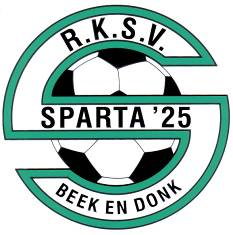 R.K.S.V.
SPARTA '25
BEEK EN DONK